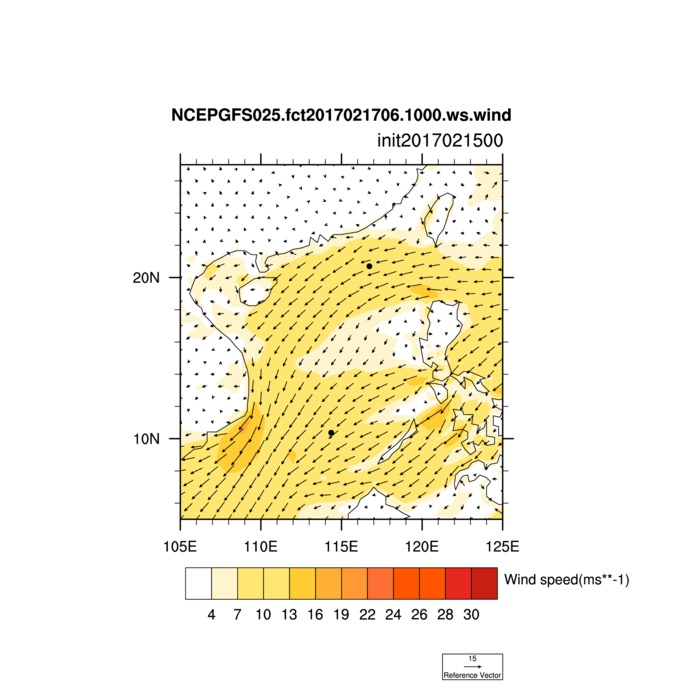 NCEPGFS025.fct2017021706.1000.ws.wind
init2017021500
20N
10N
105E 110E 115E 120E 125E
Wind speed(ms**-1)
4 7 10 13 16 19 22 24 26 28 30
15
Reference Vector